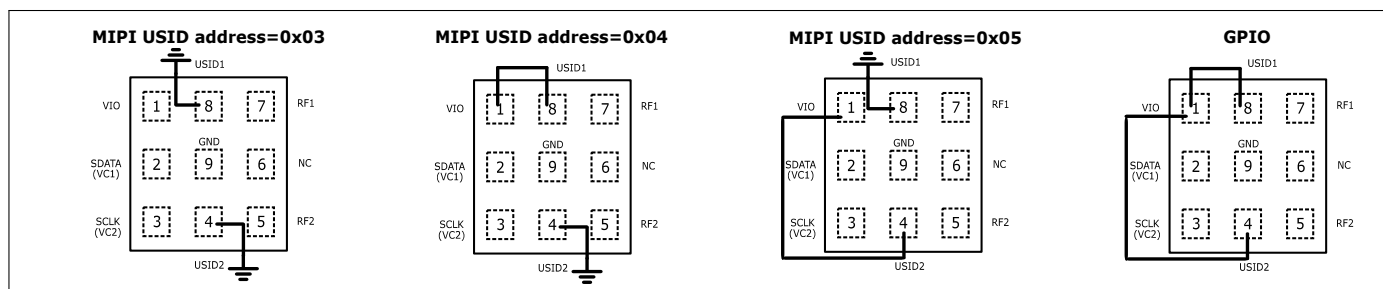 MIPI USID address=0x03
USID1
VIO
1
8
7
RF1
GND
SDATA
(VC1)
2
9
6
NC
SCLK
(VC2)
3
4
5
RF2
USID2
MIPI USID address=0x04
USID1
VIO
1
8
7
RF1
GND
SDATA
(VC1)
2
9
6
NC
SCLK
(VC2)
3
4
5
RF2
USID2
MIPI USID address=0x05
USID1
VIO
1
8
7
RF1
GND
SDATA
(VC1)
2
9
6
NC
SCLK
(VC2)
3
4
5
RF2
USID2
GPIO
USID1
VIO
1
8
7
RF1
GND
SDATA
(VC1)
2
9
6
NC
SCLK
(VC2)
3
4
5
RF2
USID2